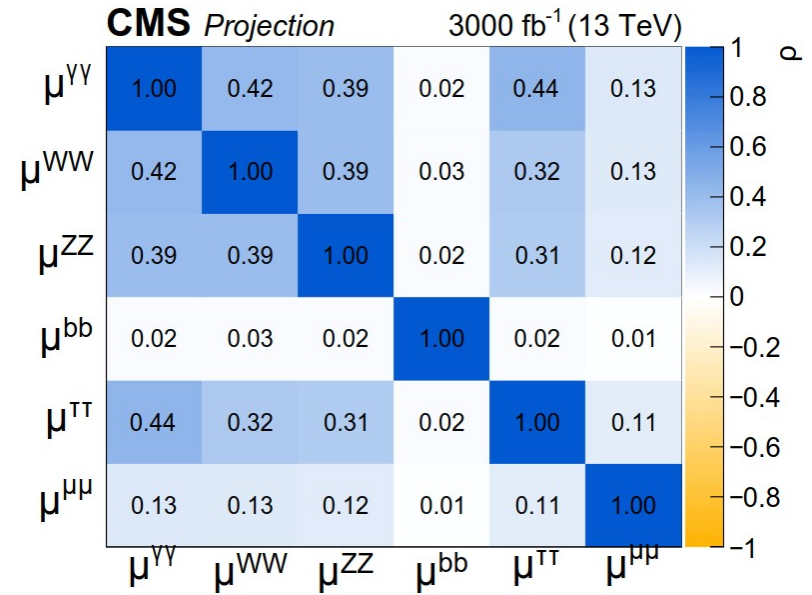 CMS Projection 3000 fb⁻¹ (13 TeV)
μ^γγ 1.00 0.42 0.39 0.02 0.44 0.13
μ^WW 0.42 1.00 0.39 0.03 0.32 0.13
μ^ZZ 0.39 0.39 1.00 0.02 0.31 0.12
μ^bb 0.02 0.03 0.02 1.00 0.02 0.01
μ^ττ 0.44 0.32 0.31 0.02 1.00 0.11
μ^μμ 0.13 0.13 0.12 0.01 0.11 1.00
μ^γγ μ^WW μ^ZZ μ^bb μ^ττ μ^μμ
1
0.8
0.6
0.4
0.2
0
−0.2
−0.4
−0.6
−0.8
−1
ρ